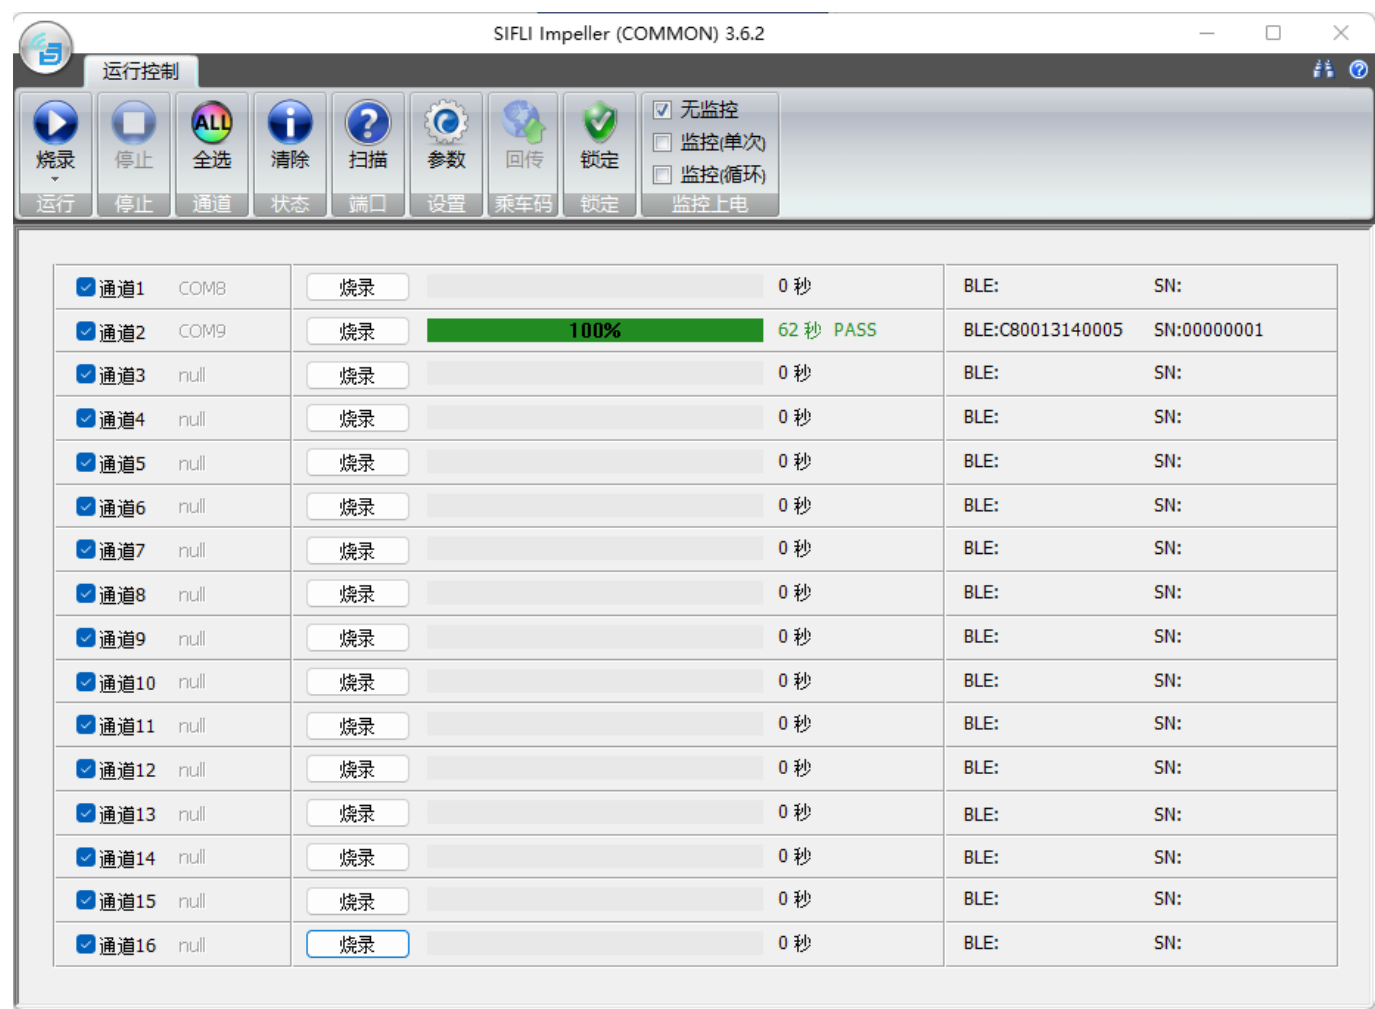 SIFLI Impeller (COMMON) 3.6.2
运行控制
烧录 停止 ALL 全选 清除 扫描 参数 回传 锁定
无监控
监控(单次)
监控(循环)
运行 停止 通道 状态 端口 设置 乘车码 锁定 监控上电
通道1 COM8 烧录 0 秒 BLE: SN:
通道2 COM9 烧录 100% 62 秒 PASS BLE:C80013140005 SN:00000001
通道3 null 烧录 0 秒 BLE: SN:
通道4 null 烧录 0 秒 BLE: SN:
通道5 null 烧录 0 秒 BLE: SN:
通道6 null 烧录 0 秒 BLE: SN:
通道7 null 烧录 0 秒 BLE: SN:
通道8 null 烧录 0 秒 BLE: SN:
通道9 null 烧录 0 秒 BLE: SN:
通道10 null 烧录 0 秒 BLE: SN:
通道11 null 烧录 0 秒 BLE: SN:
通道12 null 烧录 0 秒 BLE: SN:
通道13 null 烧录 0 秒 BLE: SN:
通道14 null 烧录 0 秒 BLE: SN:
通道15 null 烧录 0 秒 BLE: SN:
通道16 null 烧录 0 秒 BLE: SN: